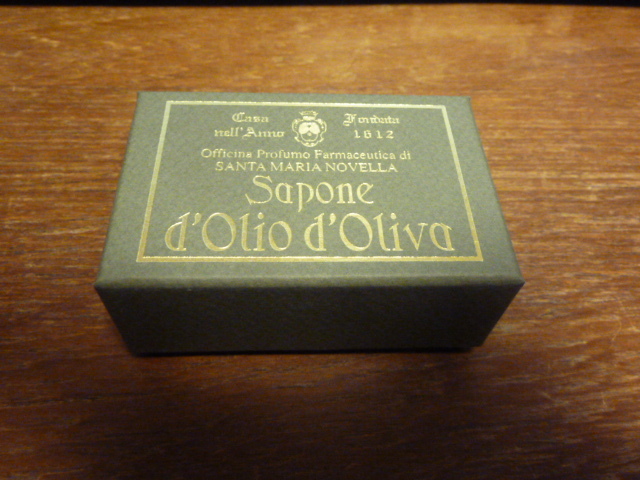 Casa Fondata
nell'Anno 1612
Officina Profumo Farmaceutica di
SANTA MARIA NOVELLA
Sapone
d'Olio d'Oliva